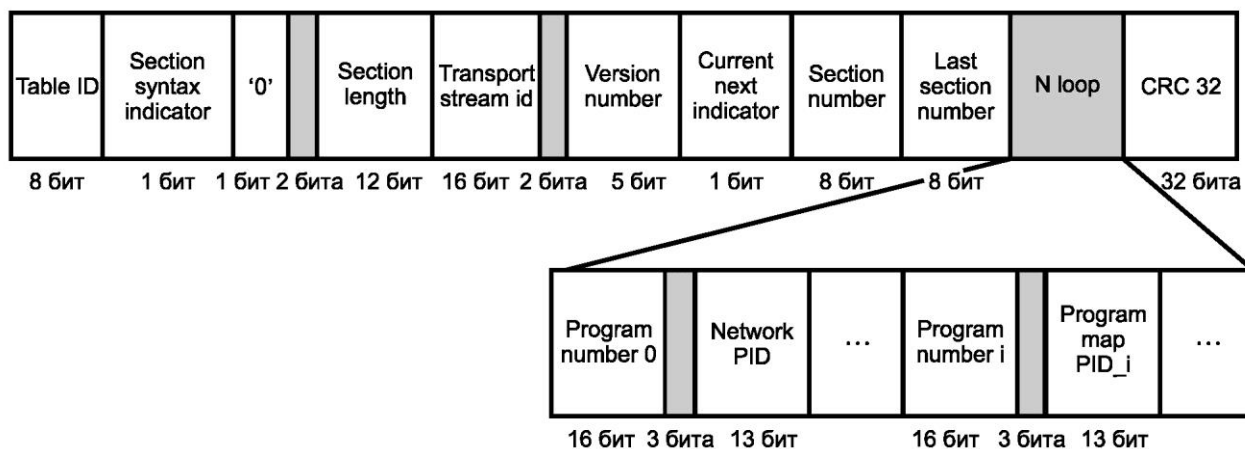 Table ID
Section
syntax
indicator
‘0’
Section
length
Transport
stream id
Version
number
Current
next
indicator
Section
number
Last
section
number
N loop
CRC 32
8 бит
1 бит
1 бит
2 бита
12 бит
16 бит
2 бита
5 бит
1 бит
8 бит
8 бит
32 бита
Program
number 0
Network
PID
...
Program
number i
Program
map
PID_i
...
16 бит
3 бита
13 бит
16 бит
3 бита
13 бит